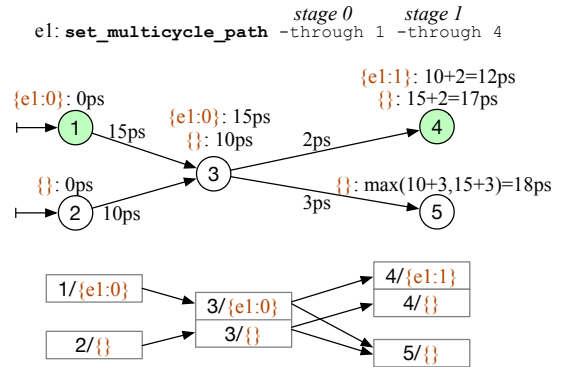 stage 0 stage 1
e1: set_multicycle_path -through 1 -through 4
{e1:0}: 0ps
1
15ps
{e1:0}: 15ps
{}: 10ps
3
{e1:1}: 10+2=12ps
{}: 15+2=17ps
4
2ps
{}: 0ps
2
10ps
3ps
{}: max(10+3,15+3)=18ps
5
1/{e1:0}
2/{}
3/{e1:0}
3/{}
4/{e1:1}
4/{}
5/{}